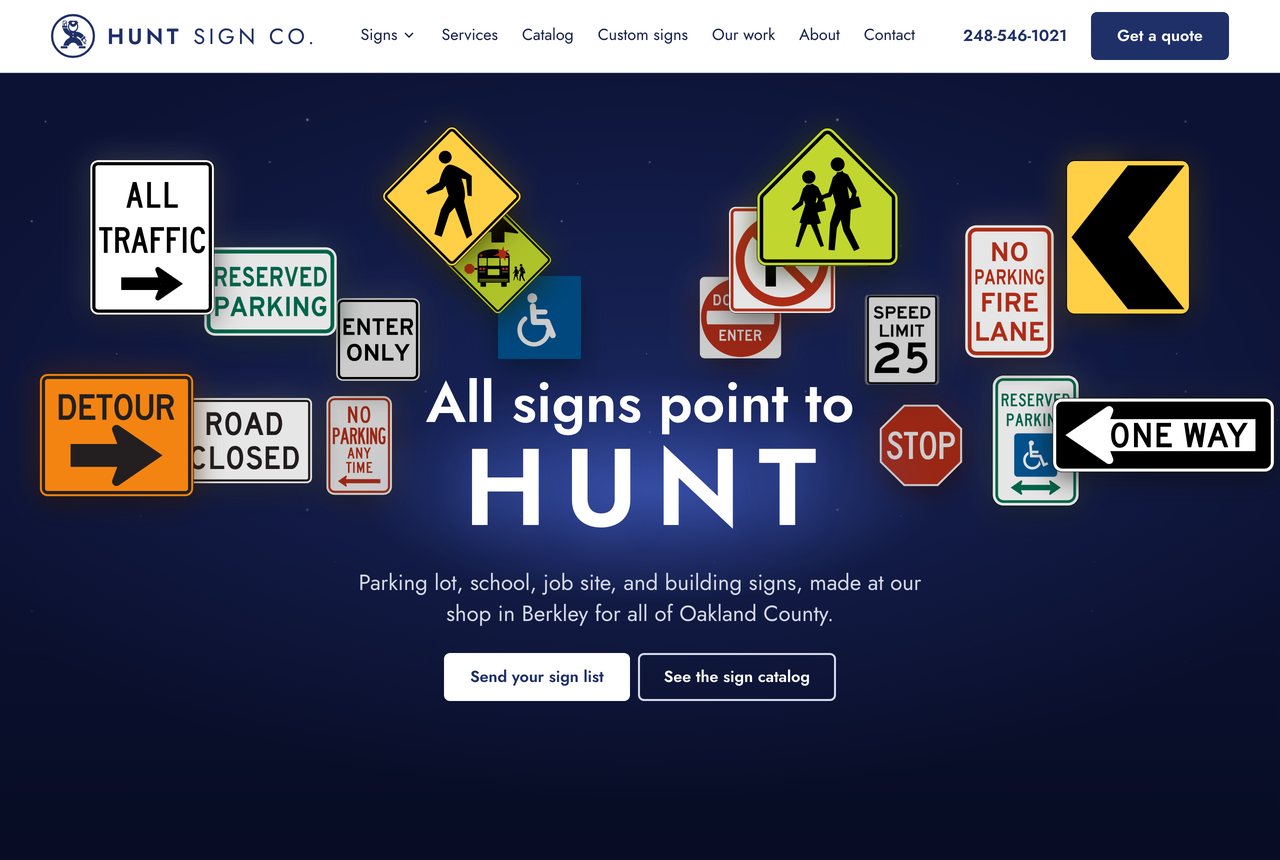 HUNT SIGN CO.
Signs
Services
Catalog
Custom signs
Our work
About
Contact
248-546-1021
Get a quote
ALL
TRAFFIC
RESERVED
PARKING
ENTER
ONLY
DO
ENTER
SPEED
LIMIT
25
NO
PARKING
FIRE
LANE
DETOUR
ROAD
CLOSED
NO
PARKING
ANY
TIME
All signs point to
HUNT
STOP
RESERVED
PARKIN
ONE WAY
Parking lot, school, job site, and building signs, made at our
shop in Berkley for all of Oakland County.
Send your sign list
See the sign catalog